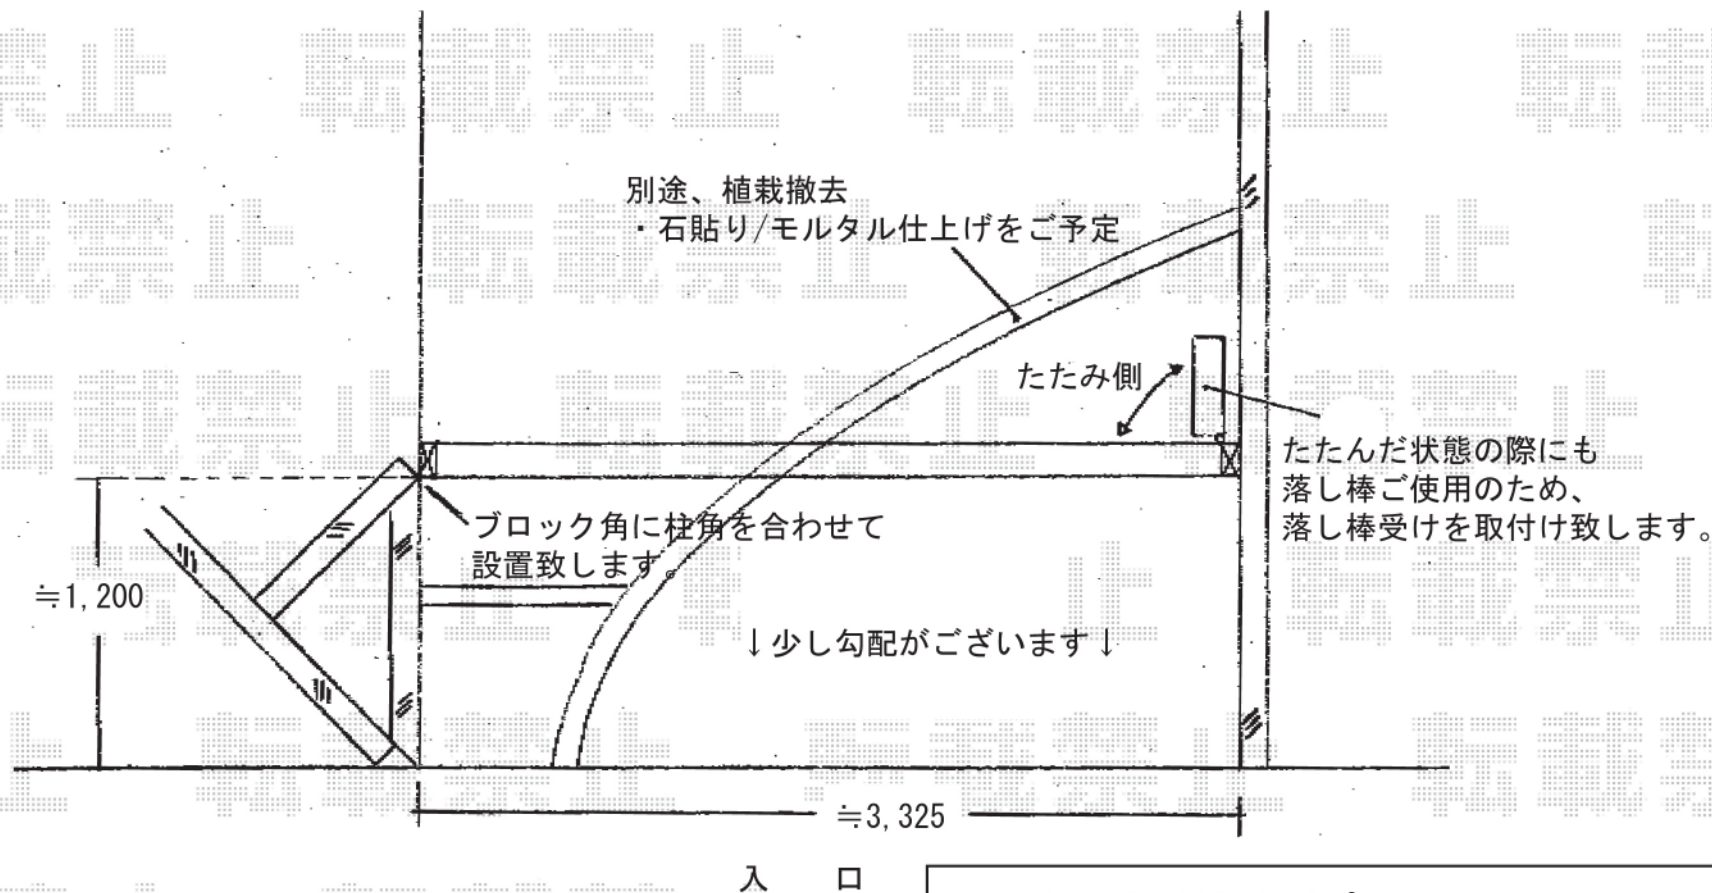 別途、植栽撤去
・石貼り/モルタル仕上げをご予定
たたみ側
たたんだ状態の際にも
落し棒ご使用のため、
落し棒受けを取付け致します。
ブロック角に柱角を合わせて
設置致します。
≒1,200
↓少し勾配がございます↓
≒3,325
入 口
転載禁止